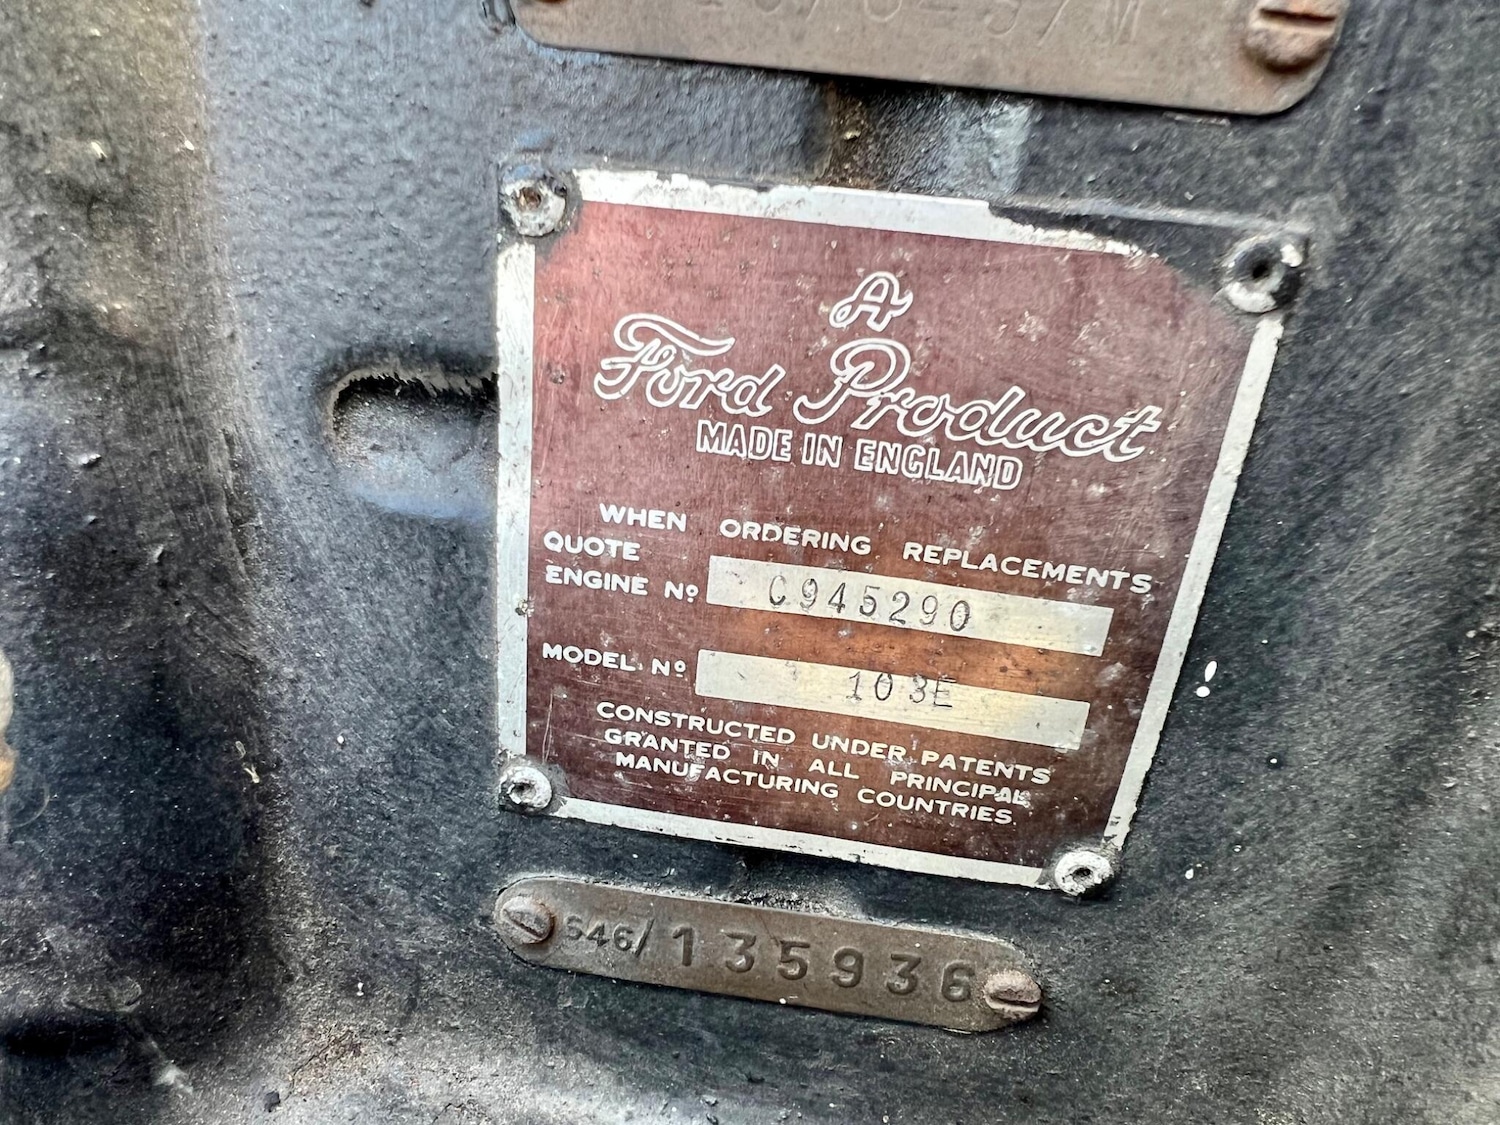 A
Ford Product
MADE IN ENGLAND
WHEN ORDERING REPLACEMENTS
QUOTE
ENGINE Nº C945290
MODEL Nº 103E
CONSTRUCTED UNDER PATENTS
GRANTED IN ALL PRINCIPAL
MANUFACTURING COUNTRIES.
S46/135936